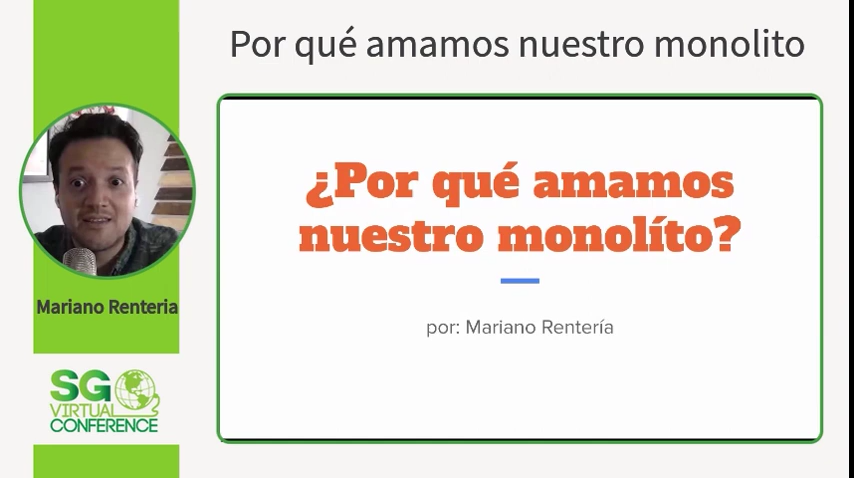 Por qué amamos nuestro monolito
¿Por qué amamos
nuestro monolíto?
por: Mariano Rentería
Mariano Renteria
SG
VIRTUAL
CONFERENCE